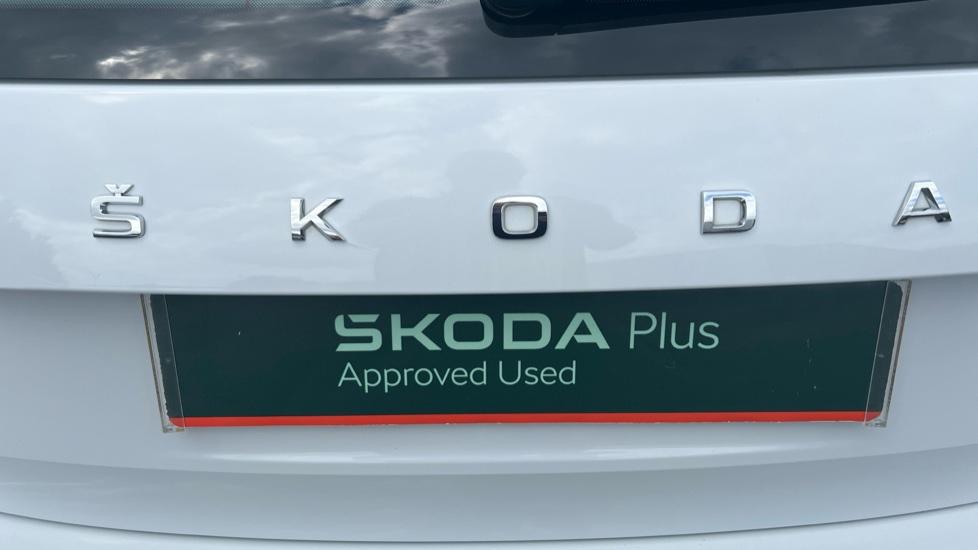 ŠKODA
ŠKODA Plus
Approved Used